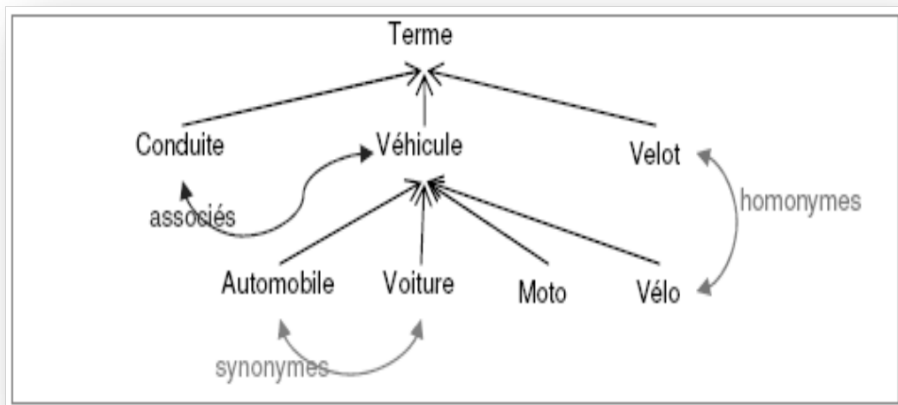 Terme
Conduite
Véhicule
Velot
associés
homonymes
Automobile
Voiture
Moto
Vélo
synonymes